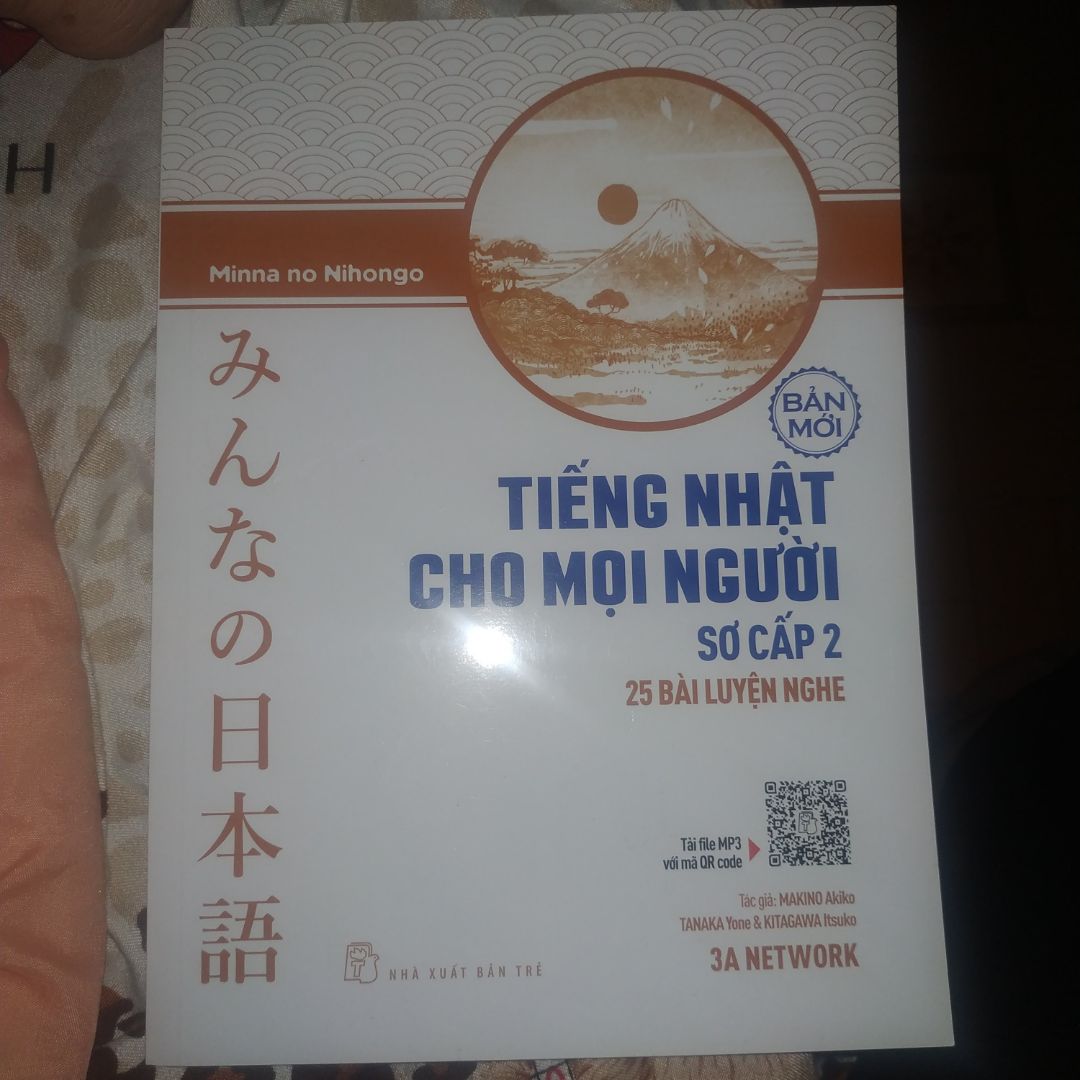 H
Minna no Nihongo
みんなの日本語
BẢN
MỚI
TIẾNG NHẬT
CHO MỌI NGƯỜI
SƠ CẤP 2
25 BÀI LUYỆN NGHE
Tải file MP3
với mã QR code
Tác giả: MAKINO Akiko
TANAKA Yone & KITAGAWA Itsuko
3A NETWORK
T
NHÀ XUẤT BẢN TRẺ